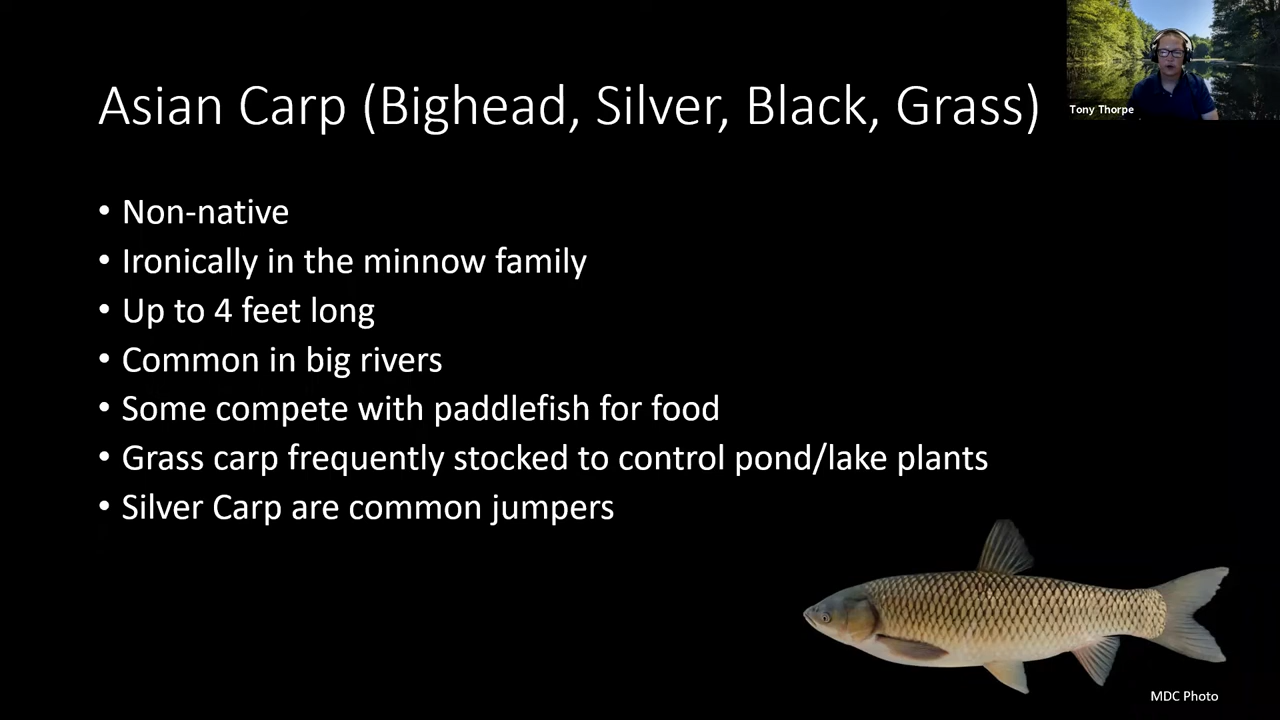 Asian Carp (Bighead, Silver, Black, Grass)
Tony Thorpe
• Non-native
• Ironically in the minnow family
• Up to 4 feet long
• Common in big rivers
• Some compete with paddlefish for food
• Grass carp frequently stocked to control pond/lake plants
• Silver Carp are common jumpers
MDC Photo